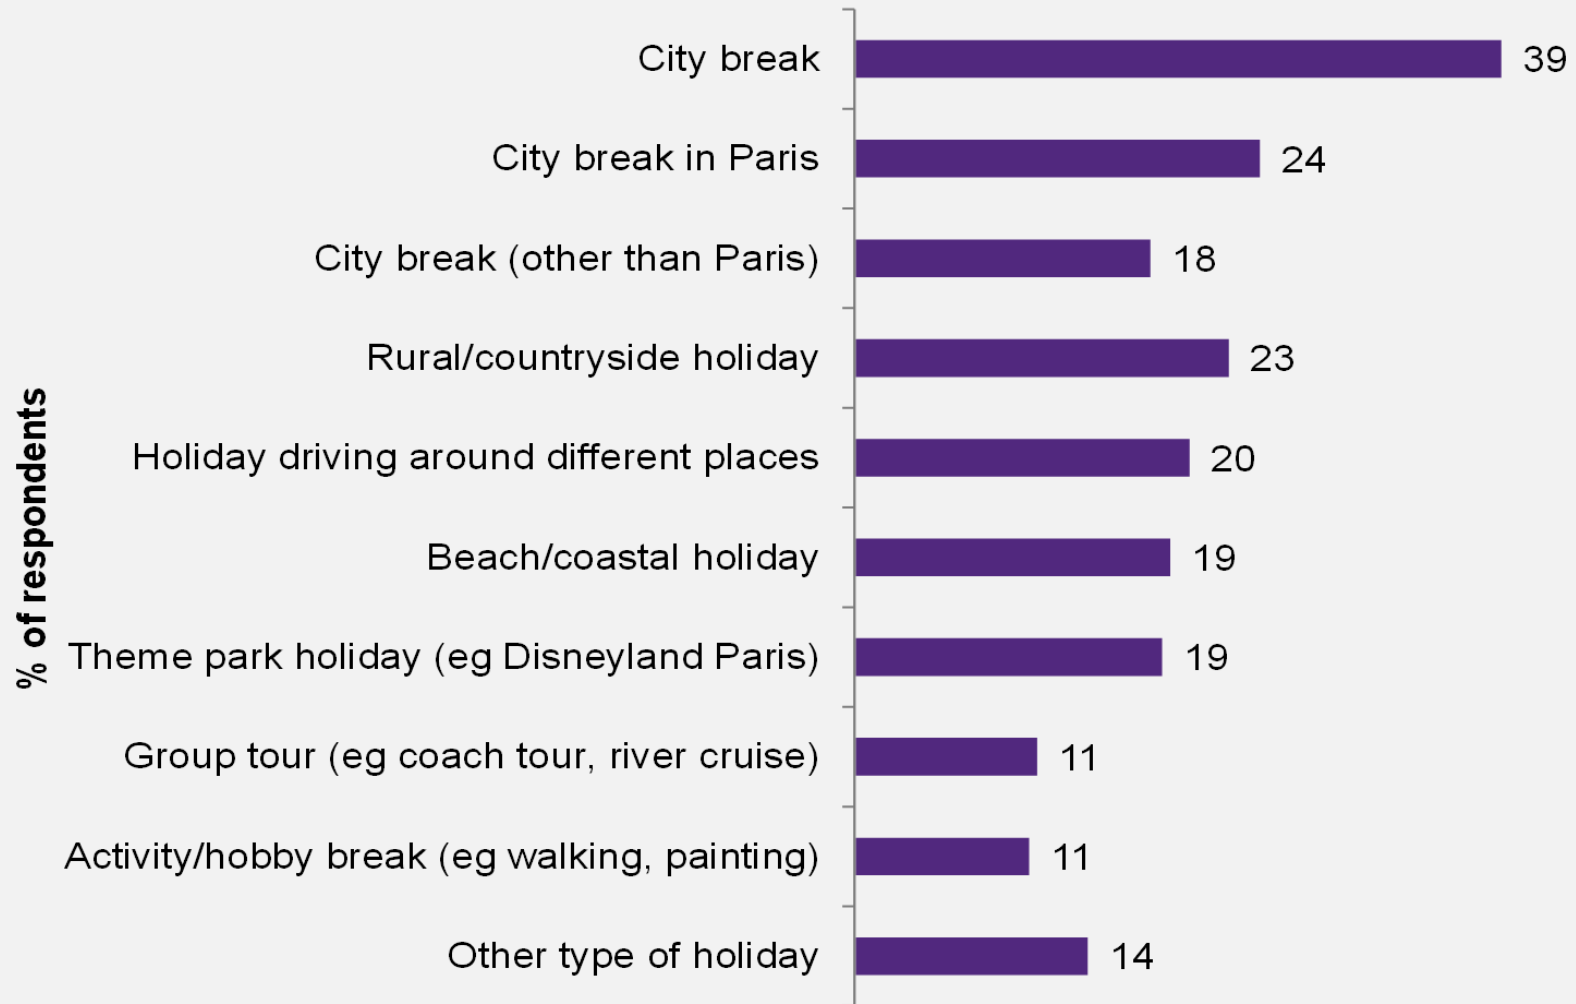 City break 39
City break in Paris 24
City break (other than Paris) 18
Rural/countryside holiday 23
Holiday driving around different places 20
Beach/coastal holiday 19
Theme park holiday (eg Disneyland Paris) 19
Group tour (eg coach tour, river cruise) 11
Activity/hobby break (eg walking, painting) 11
Other type of holiday 14
% of respondents